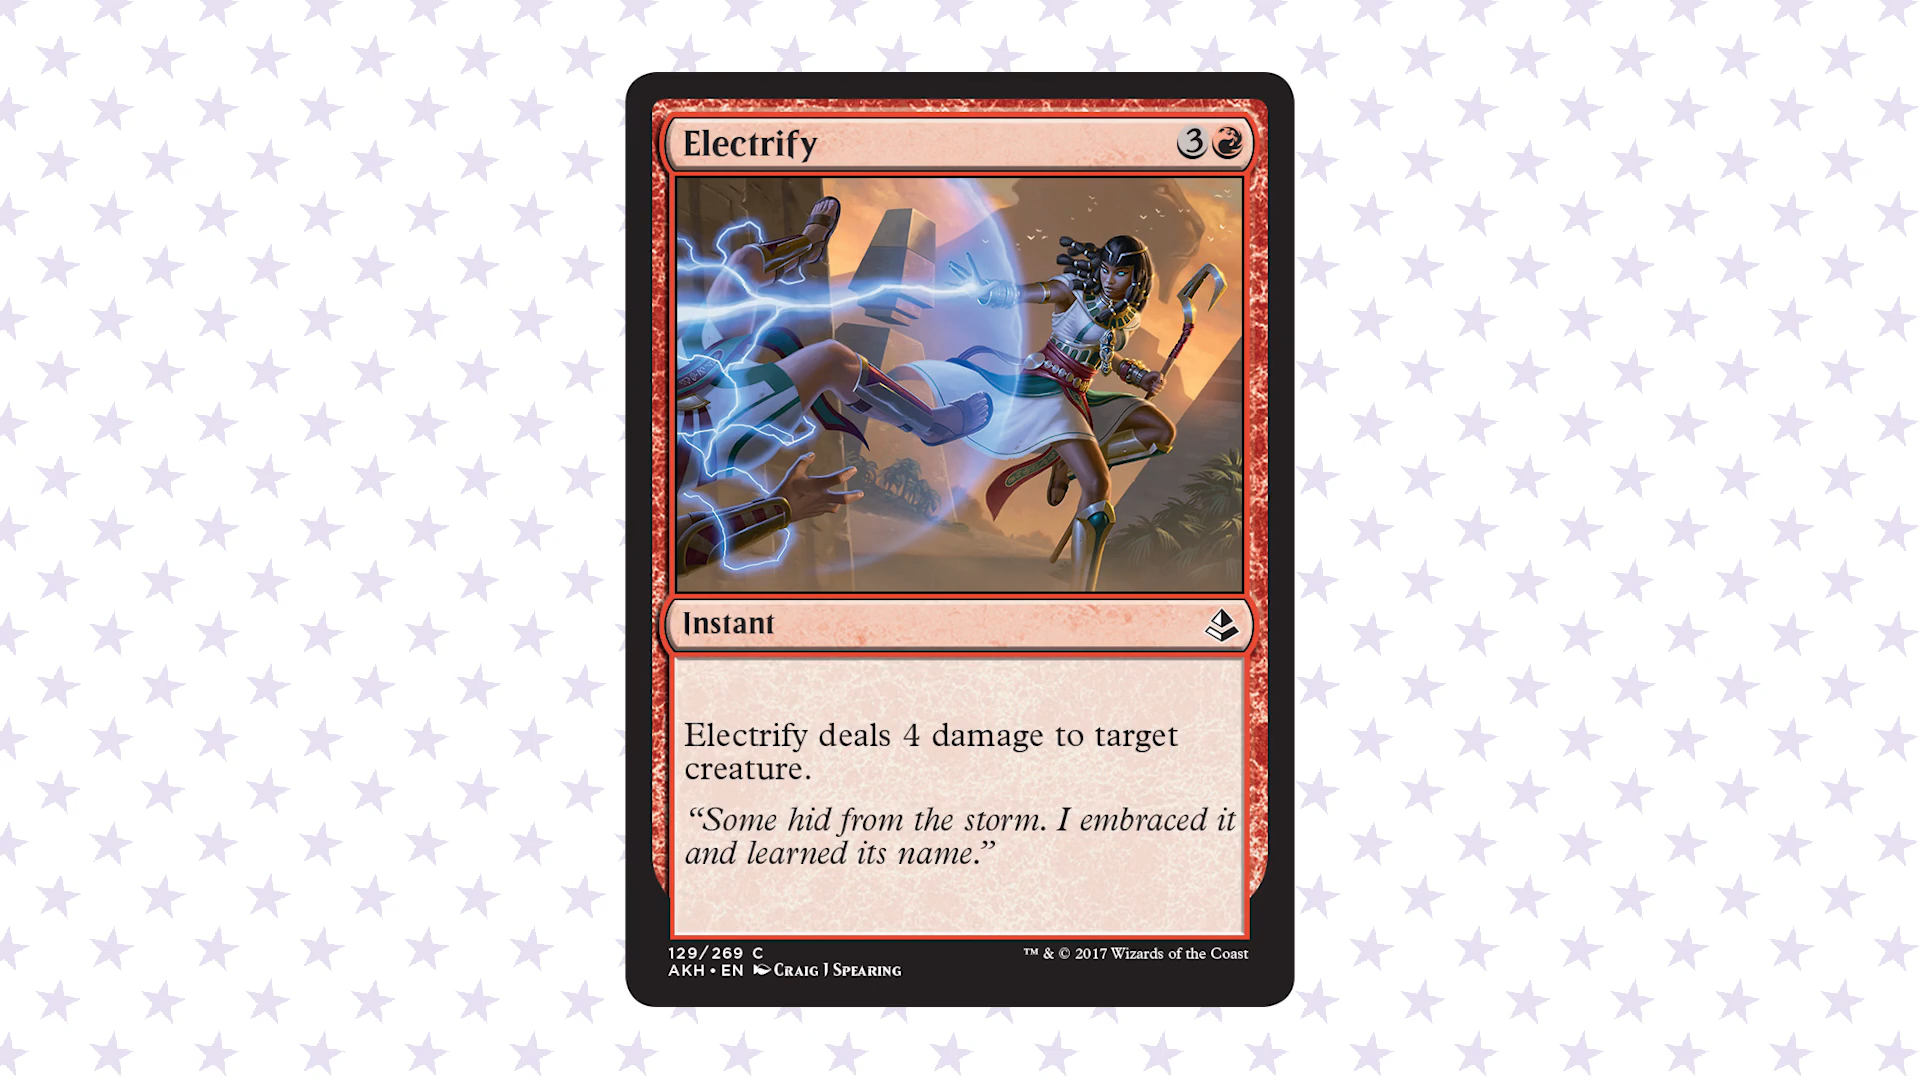 Electrify
3
Instant
Electrify deals 4 damage to target
creature.
“Some hid from the storm. I embraced it
and learned its name.”
129/269 C
™ & © 2017 Wizards of the Coast
AKH • EN Craig J Spearing